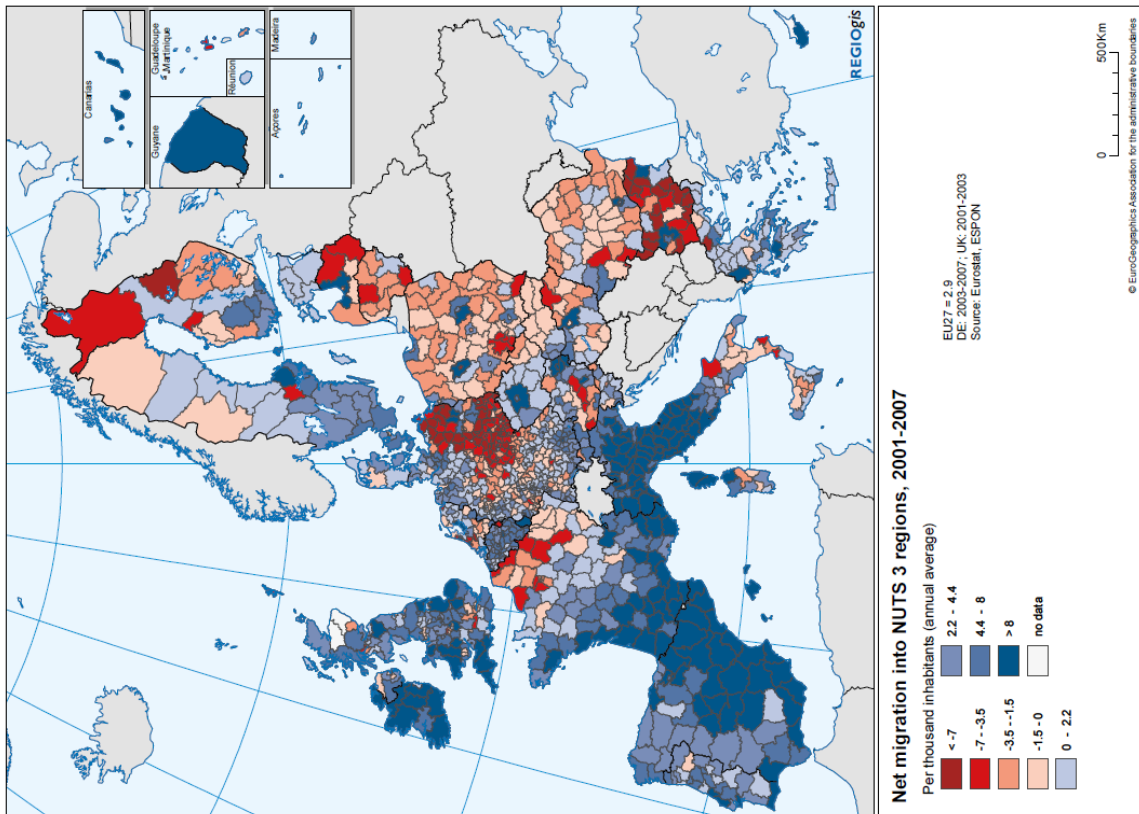 Canarias
Guyane
Guadeloupe
Martinique
Réunion
Açores
Madeira
REGIOgis
Net migration into NUTS 3 regions, 2001-2007
Per thousand inhabitants (annual average)
< -7
-7 - -3.5
-3.5 - -1.5
-1.5 - 0
0 - 2.2
2.2 - 4.4
4.4 - 8
> 8
no data
EU27 = 2.9
DE: 2003-2007; UK: 2001-2003
Source: Eurostat, ESPON
0 500Km
© EuroGeographics Association for the administrative boundaries